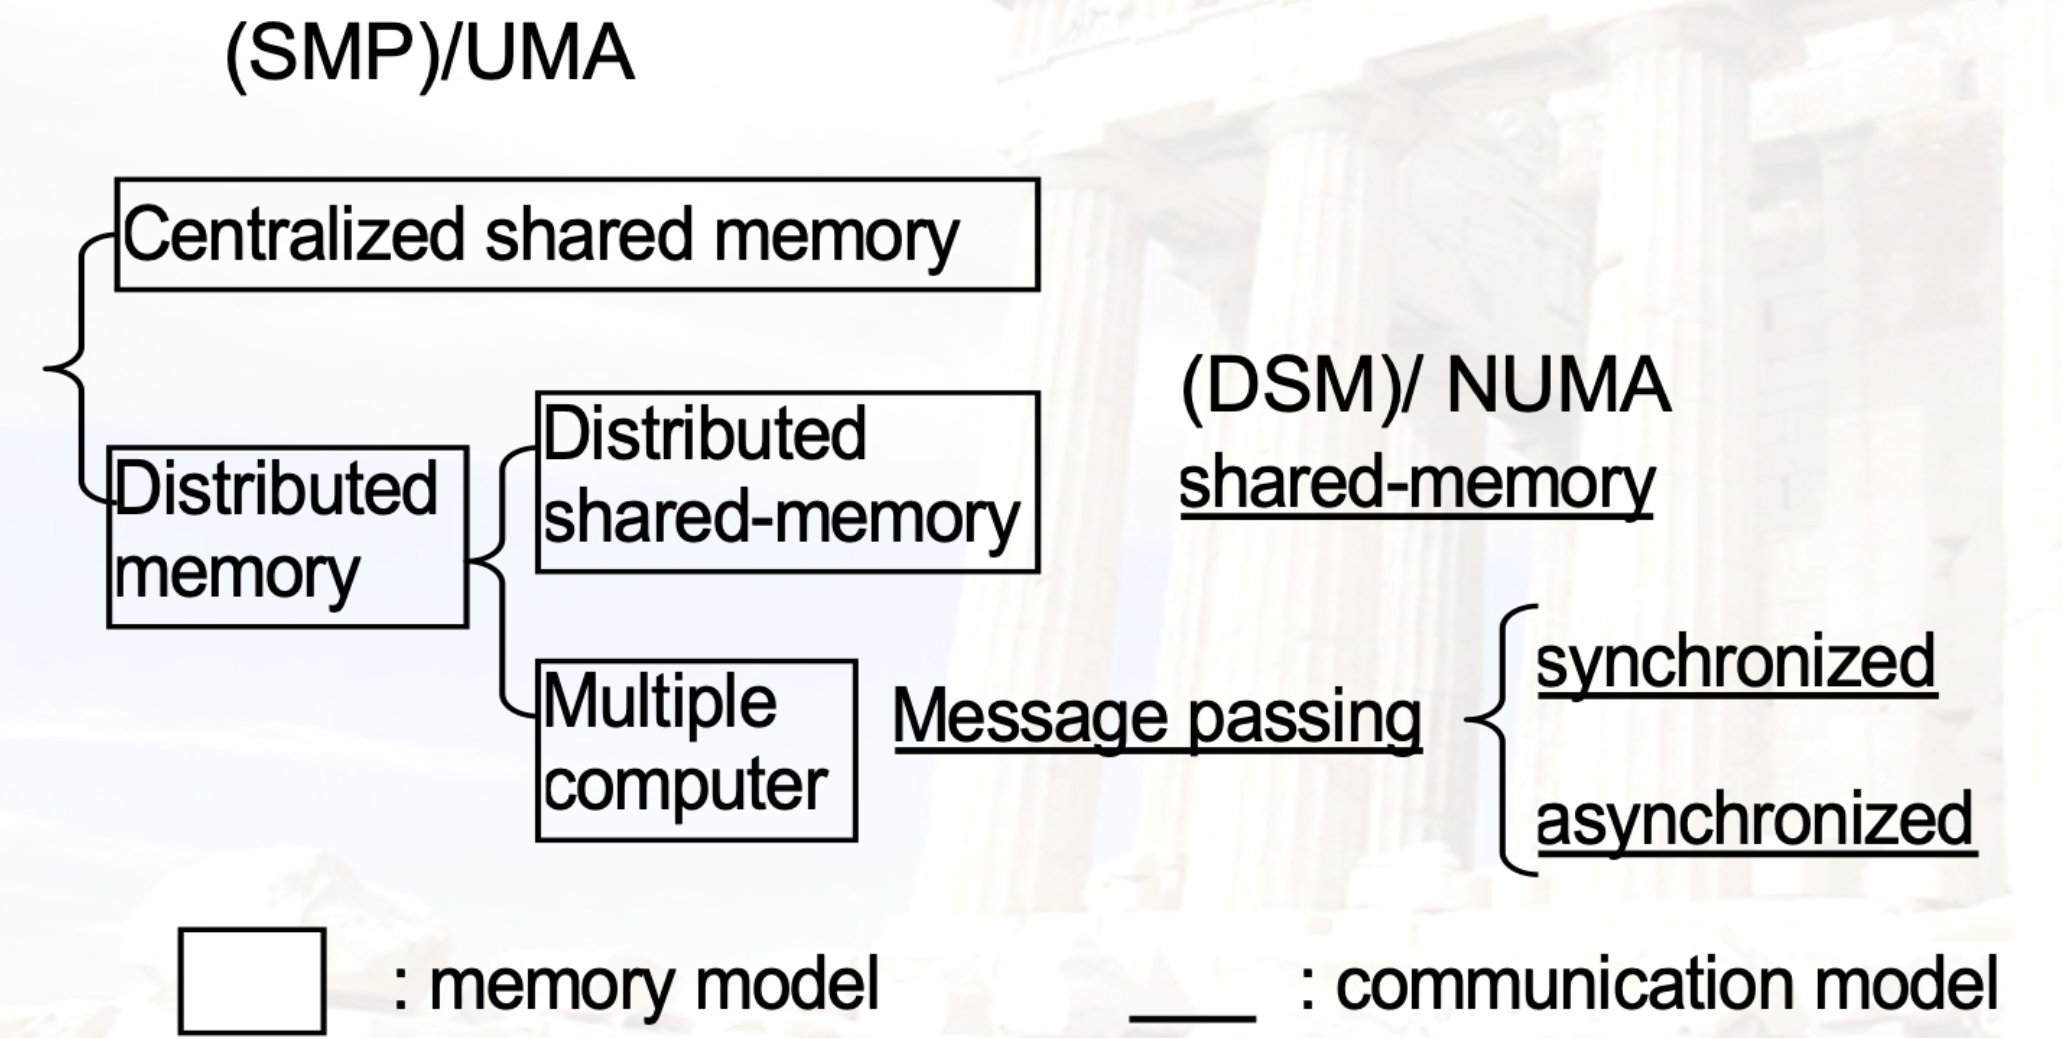 (SMP)/UMA
Centralized shared memory
(DSM)/ NUMA
shared-memory
Distributed
memory
Distributed
shared-memory
Multiple
computer
Message passing
synchronized
asynchronized
: memory model
: communication model